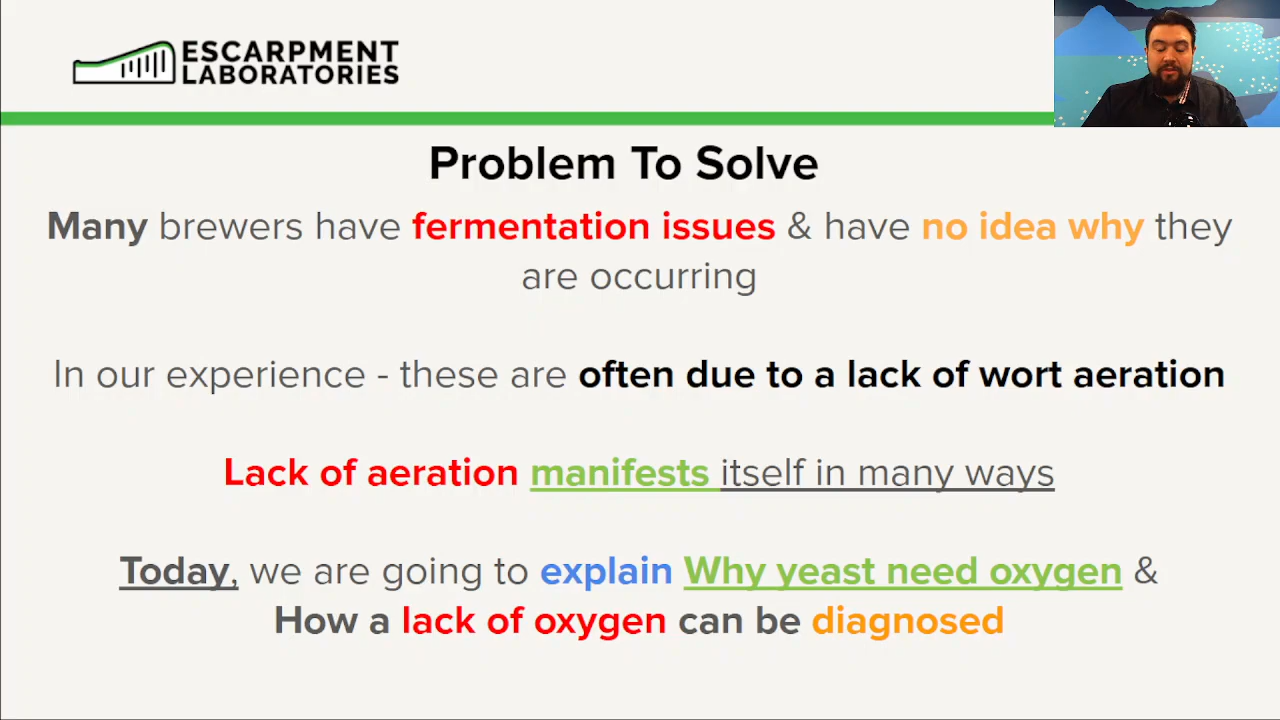 ESCARPMENT
LABORATORIES
Problem To Solve
Many brewers have fermentation issues & have no idea why they
are occurring
In our experience - these are often due to a lack of wort aeration
Lack of aeration manifests itself in many ways
Today, we are going to explain Why yeast need oxygen &
How a lack of oxygen can be diagnosed